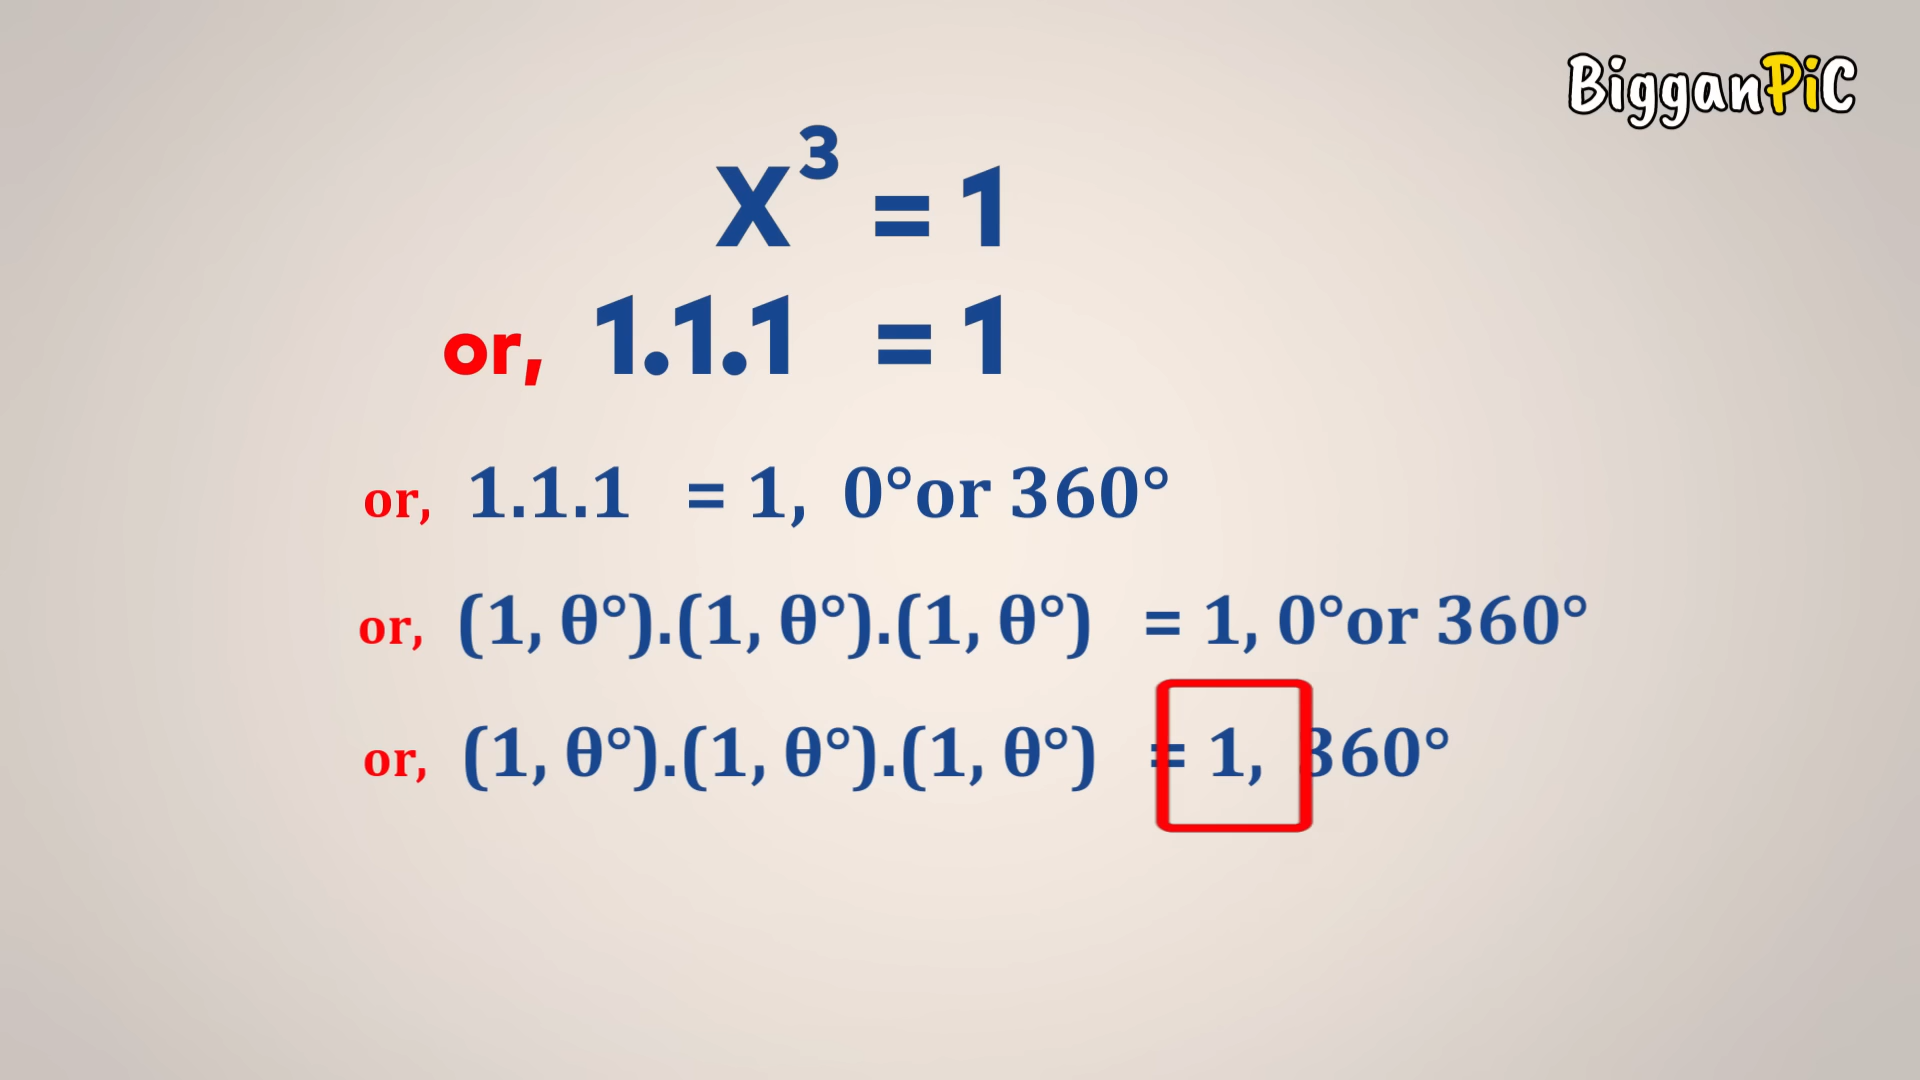 BigganPiC
X³ = 1
or, 1.1.1 = 1
or, 1.1.1 = 1, 0°or 360°
or, (1, θ°).(1, θ°).(1, θ°) = 1, 0°or 360°
or, (1, θ°).(1, θ°).(1, θ°) = 1, 360°